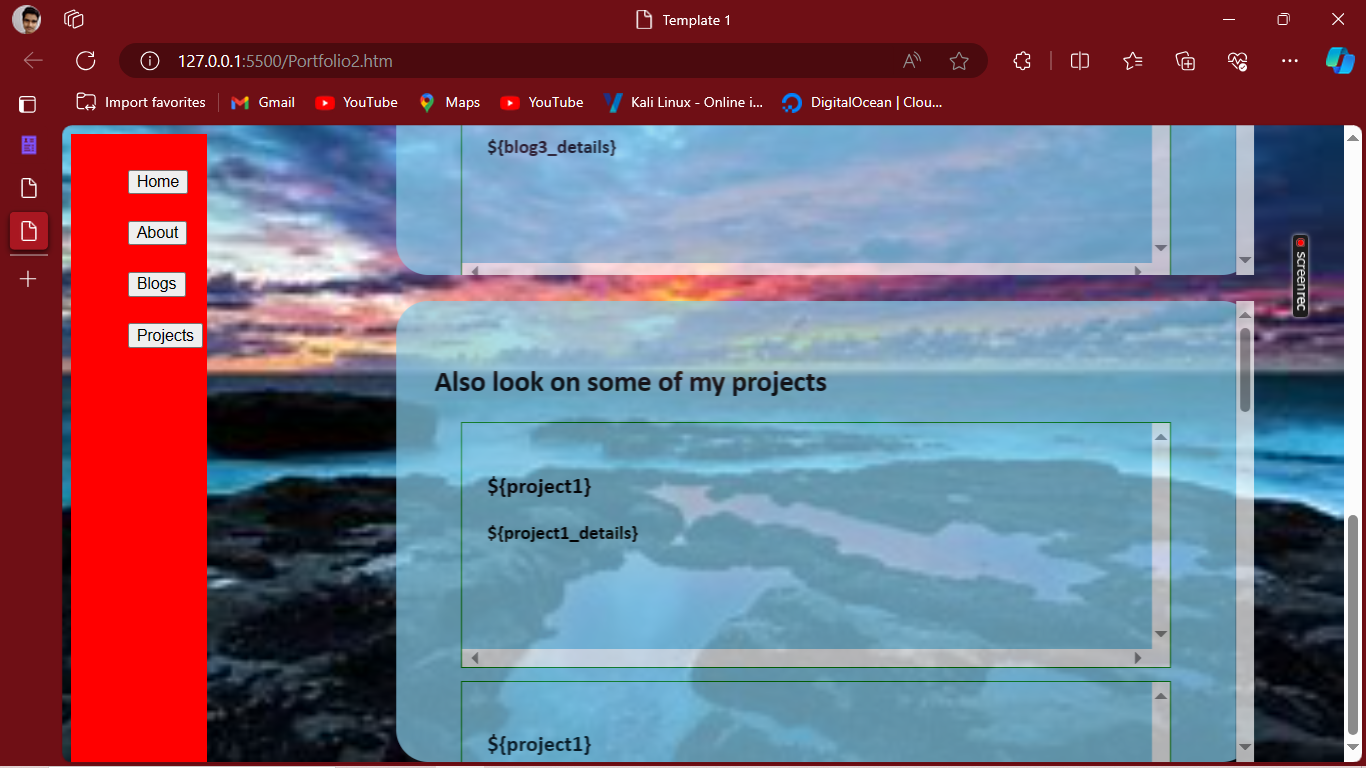 Template 1
127.0.0.1:5500/Portfolio2.htm
Import favorites
Gmail
YouTube
Maps
YouTube
Kali Linux - Online i...
DigitalOcean | Clou...
Home
About
Blogs
Projects
${blog3_details}
screenrec
Also look on some of my projects
${project1}
${project1_details}
${project1}